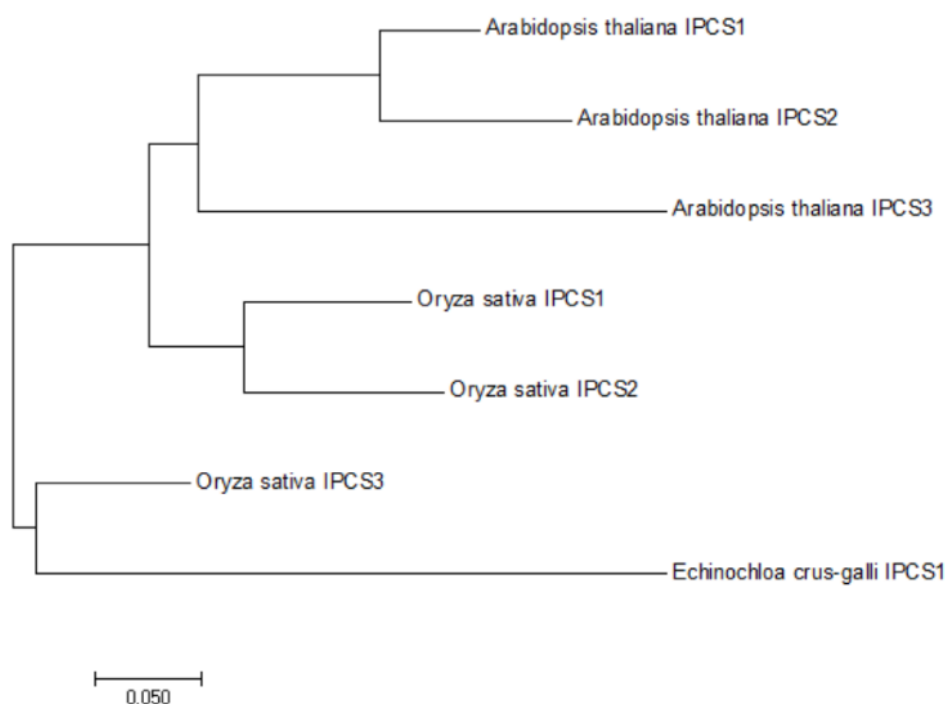 Arabidopsis thaliana IPCS1
Arabidopsis thaliana IPCS2
Arabidopsis thaliana IPCS3
Oryza sativa IPCS1
Oryza sativa IPCS2
Oryza sativa IPCS3
Echinochloa crus-galli IPCS1
0.050